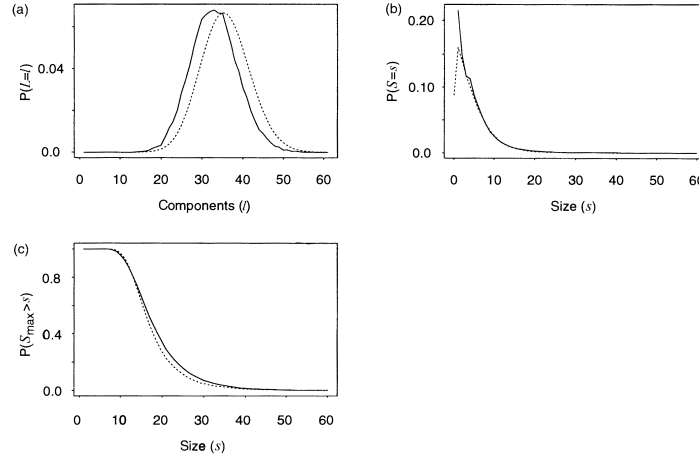 (a)
P(L=l)
0.04
0.0
0 10 20 30 40 50 60
Components (l)
(b)
P(S=s)
0.20
0.10
0.0
0 10 20 30 40 50 60
Size (s)
(c)
P(Smax>s)
0.8
0.4
0.0
0 10 20 30 40 50 60
Size (s)